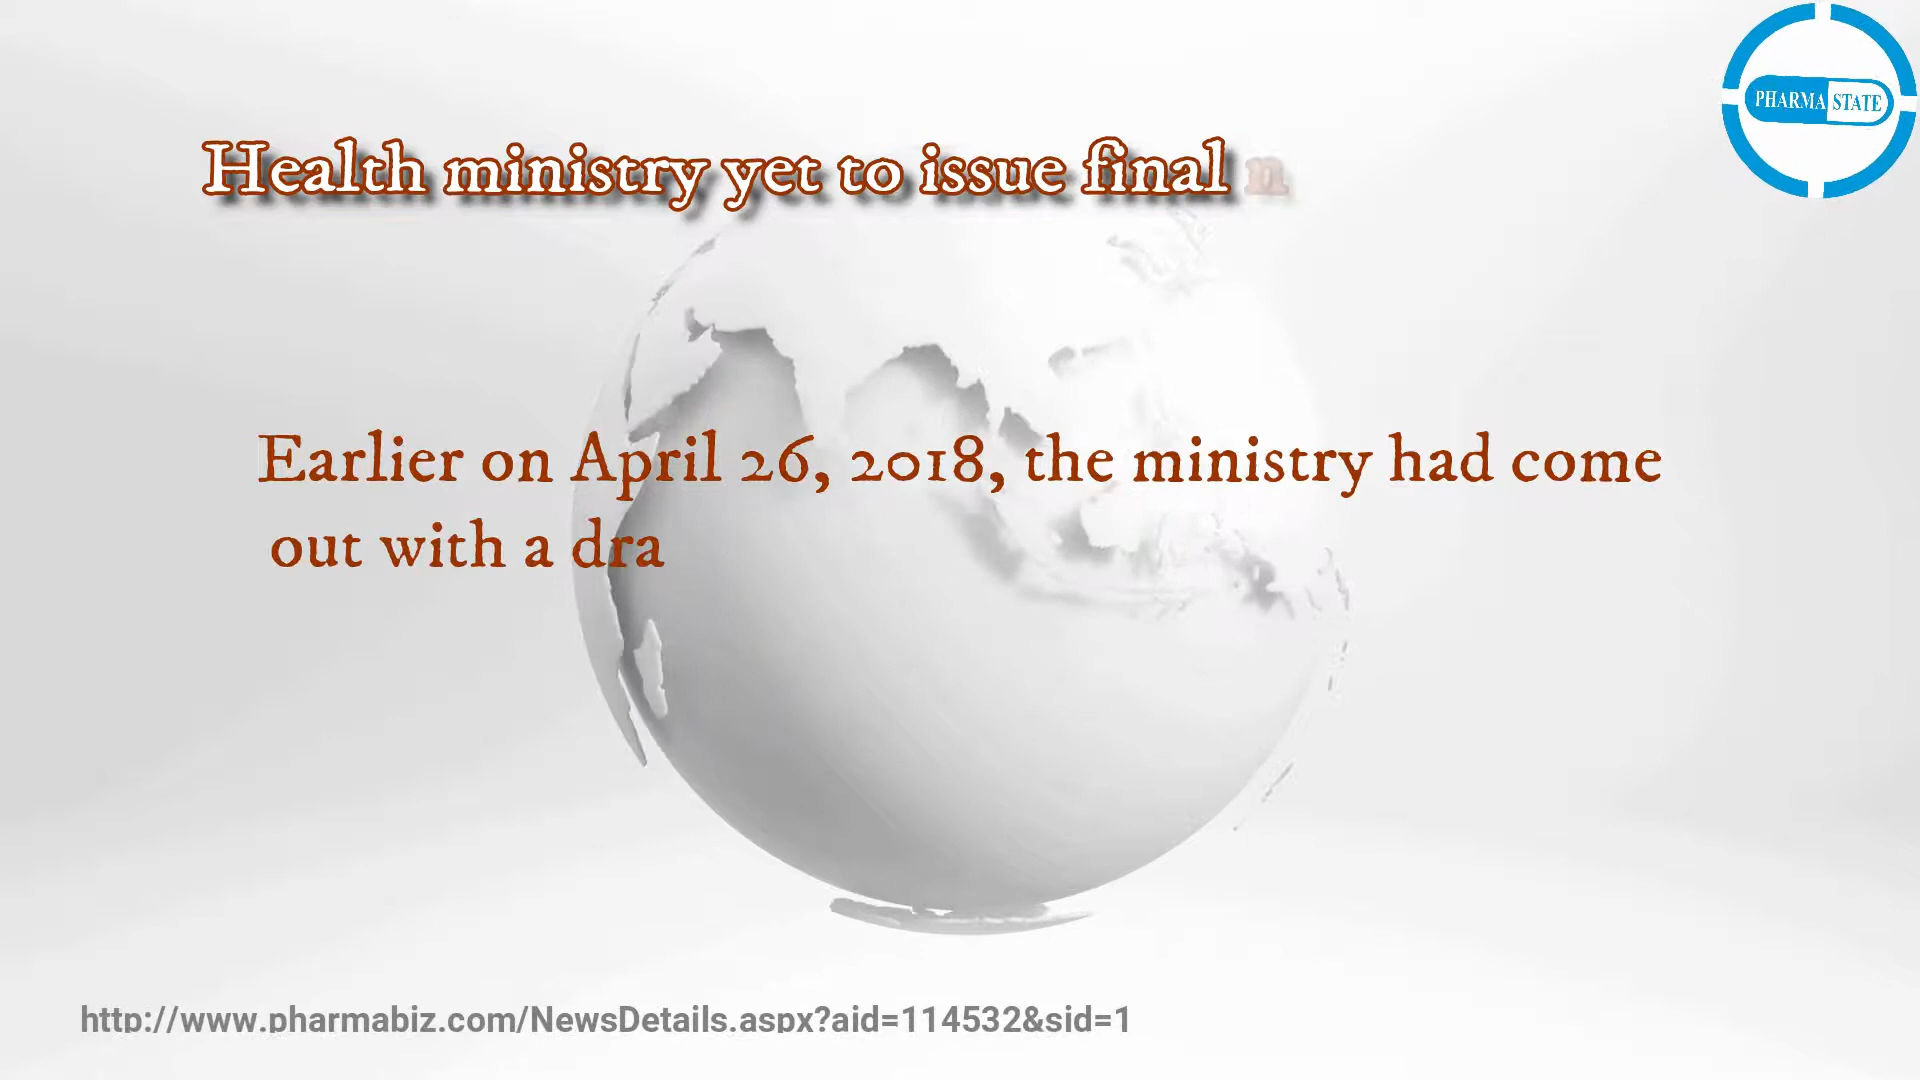 PHARMA STATE
Health ministry yet to issue final n
Earlier on April 26, 2018, the ministry had come
out with a dra
http://www.pharmabiz.com/NewsDetails.aspx?aid=114532&sid=1